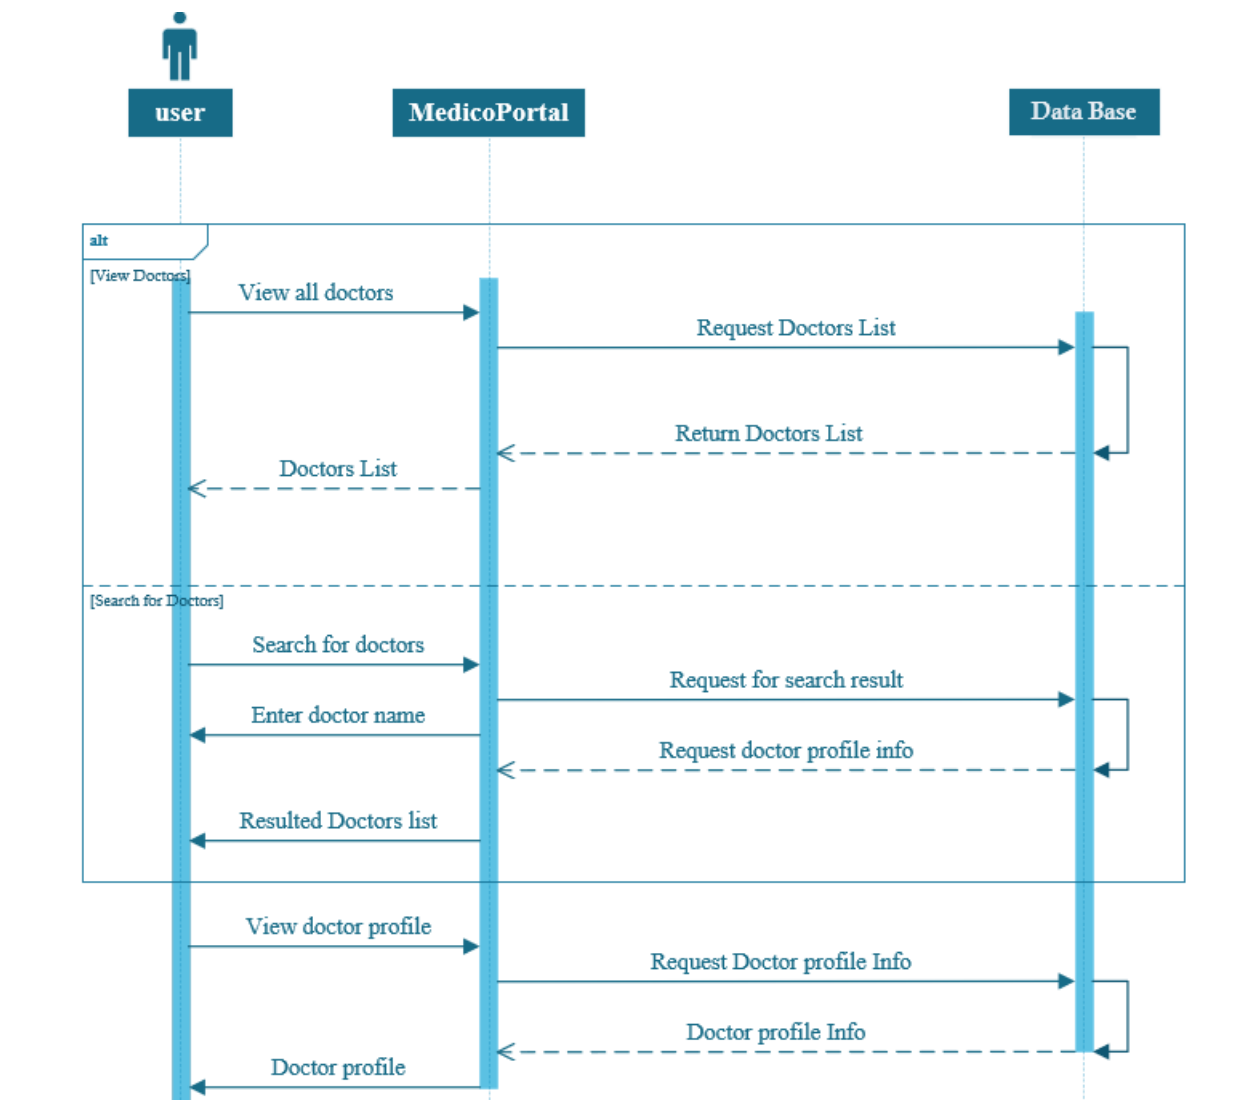 user
MedicoPortal
Data Base
alt
[View Doctors]
View all doctors
Request Doctors List
Return Doctors List
Doctors List
[Search for Doctors]
Search for doctors
Request for search result
Enter doctor name
Request doctor profile info
Resulted Doctors list
View doctor profile
Request Doctor profile Info
Doctor profile Info
Doctor profile